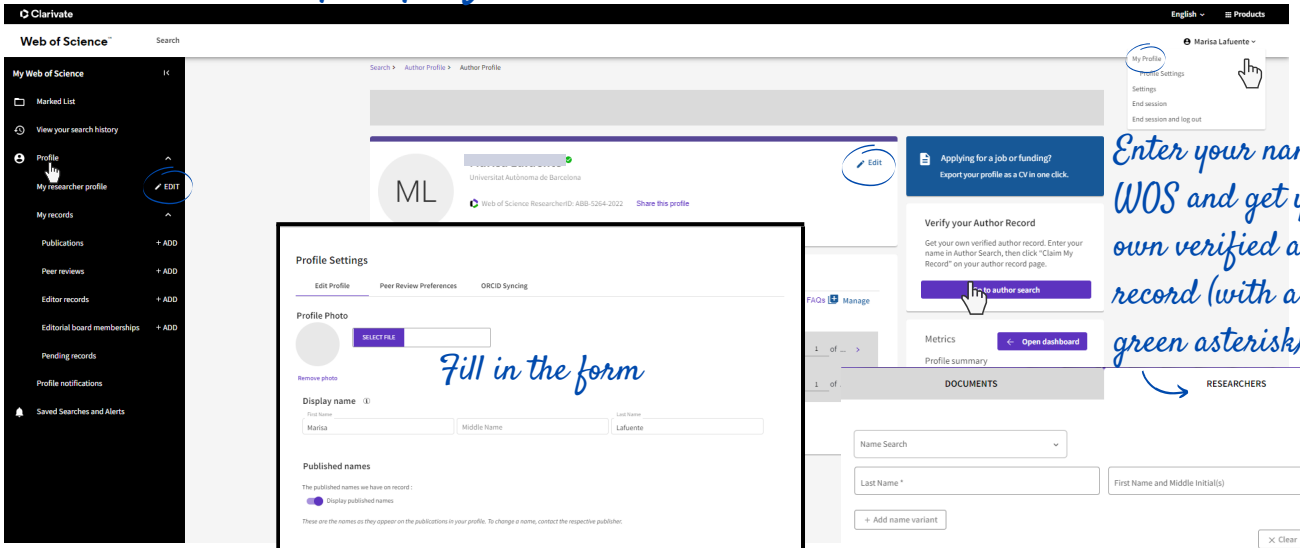 Clarivate
English
Products
Web of Science™
Search
Marisa Lafuente
My Web of Science
Marked List
View your search history
Profile
My researcher profile
EDIT
My records
Publications
+ ADD
Peer reviews
+ ADD
Editor records
+ ADD
Editorial board memberships
+ ADD
Pending records
Profile notifications
Saved Searches and Alerts
Search > Author Profile > Author Profile
My Profile
Profile Settings
Settings
End session
End session and log out
ML
Universitat Autònoma de Barcelona
Web of Science ResearcherID: ABB-5264-2022 Share this profile
Edit
Applying for a job or funding?
Export your profile as a CV in one click.
Verify your Author Record
Get your own verified author record. Enter your
name in Author Search, then click "Claim My
Record" on your author record page.
to author search
FAQs
Manage
1 of ... >
1 of
Metrics
← Open dashboard
Profile summary
Enter your
WOS and get
own verified
record (with a
green asterisk)
Profile Settings
Edit Profile
Peer Review Preferences
ORCID Syncing
Profile Photo
SELECT FILE
Remove photo
Fill in the form
Display name
First Name
Marisa
Middle Name
Last Name
Lafuente
Published names
The published names we have on record :
Display published names
These are the names as they appear on the publications in your profile. To change a name, contact the respective publisher.
DOCUMENTS
RESEARCHERS
Name Search
Last Name *
First Name and Middle Initial(s)
+ Add name variant
× Clear